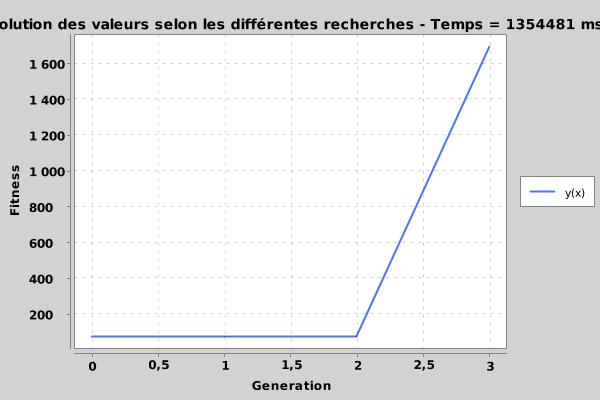 olution des valeurs selon les différentes recherches - Temps = 1354481 ms
1 600
1 400
1 200
1 000
800
600
400
200
Fitness
0 0,5 1 1,5 2 2,5 3
Generation
y(x)